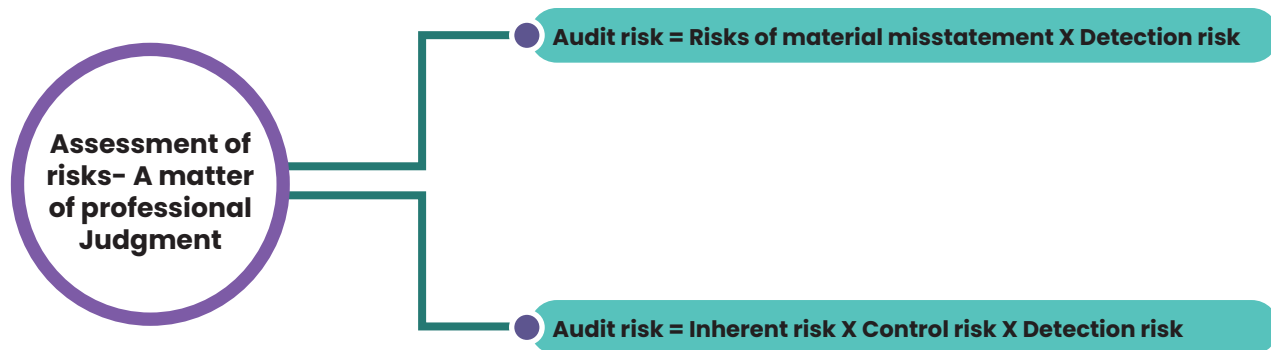 Audit risk = Risks of material misstatement X Detection risk
Assessment of
risks- A matter
of professional
Judgment
Audit risk = Inherent risk X Control risk X Detection risk